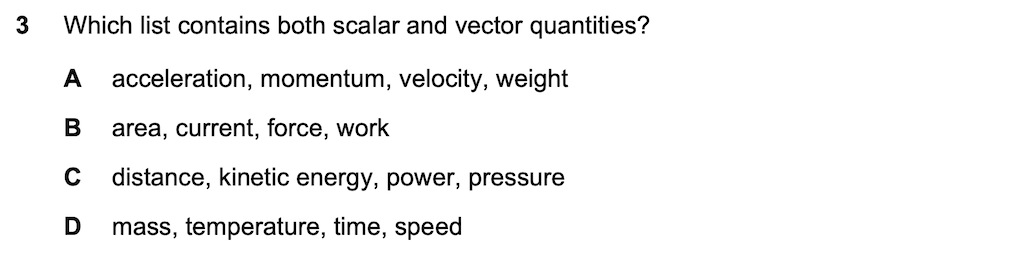 3 Which list contains both scalar and vector quantities?
A acceleration, momentum, velocity, weight
B area, current, force, work
C distance, kinetic energy, power, pressure
D mass, temperature, time, speed